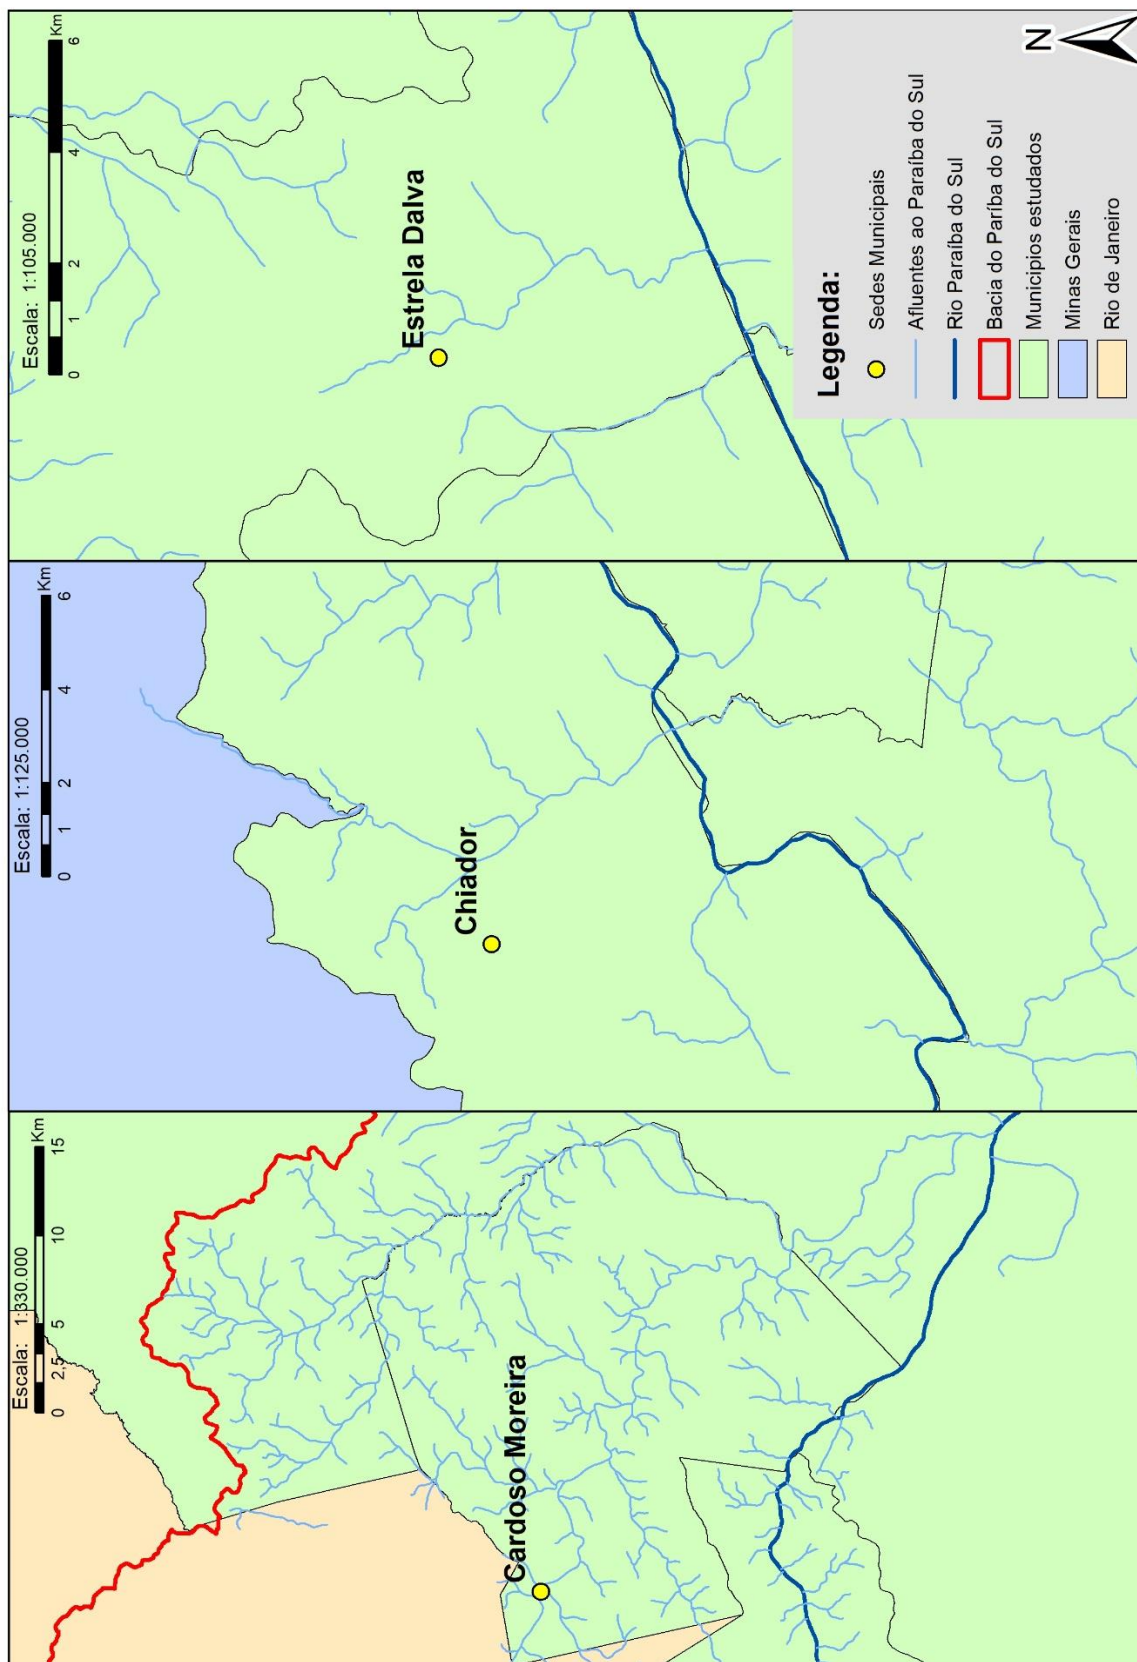 Escala: 1:330.000
0 2,5 5 10 15 Km
Cardoso Moreira
Escala: 1:125.000
0 1 2 4 6 Km
Chiador
Escala: 1:105.000
0 1 2 4 6 Km
Estrela Dalva
Legenda:
Sedes Municipais
Afluentes ao Paraíba do Sul
Rio Paraíba do Sul
Bacia do Paríba do Sul
Municipios estudados
Minas Gerais
Rio de Janeiro
N